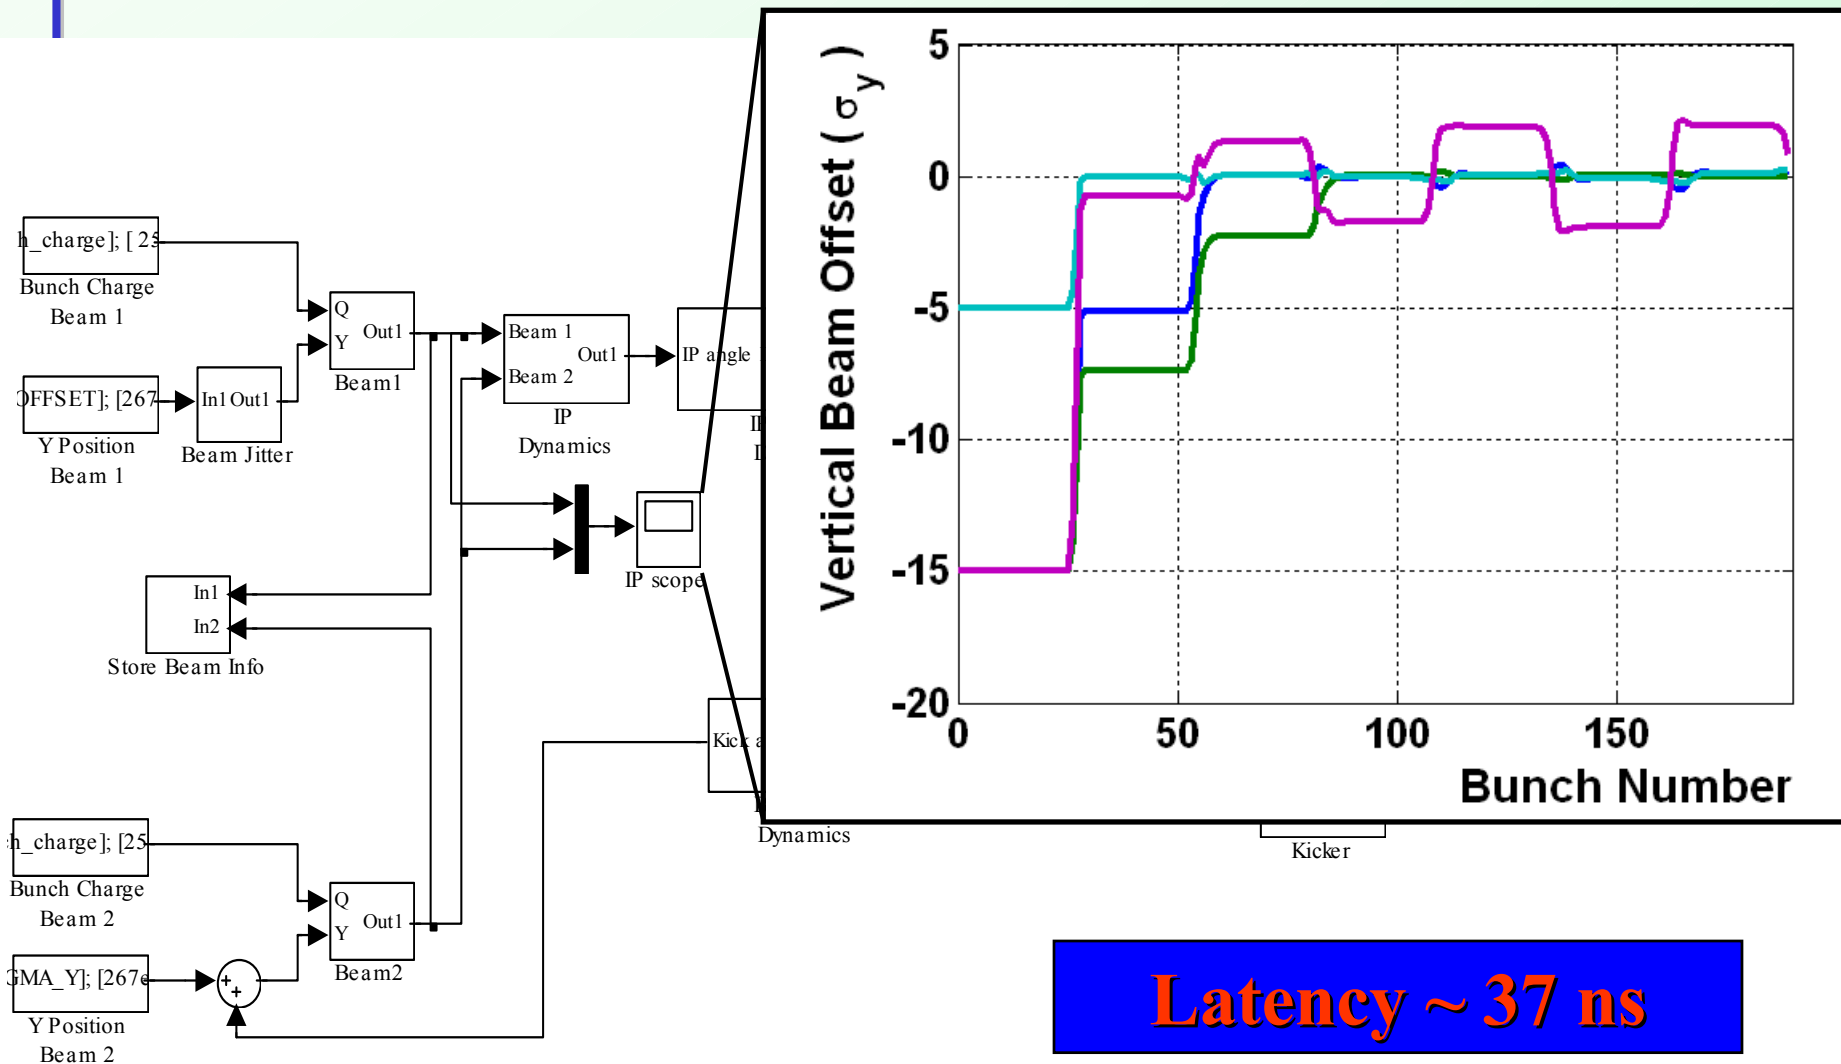 h_charge]; [ 25
Bunch Charge
Beam 1
OFFSET]; [267
Y Position
Beam 1
In1 Out1
Beam Jitter
Q
Y
Out1
Beam1
Beam 1
Beam 2
Out1
IP
Dynamics
IP angle
IP scope
In1
In2
Store Beam Info
Kick a
Dynamics
Kicker
h_charge]; [25
Bunch Charge
Beam 2
GMA_Y]; [267e
Y Position
Beam 2
+
+
Q
Y
Out1
Beam2
Vertical Beam Offset ( σy )
5
0
-5
-10
-15
-20
0 50 100 150
Bunch Number
Latency ~ 37 ns